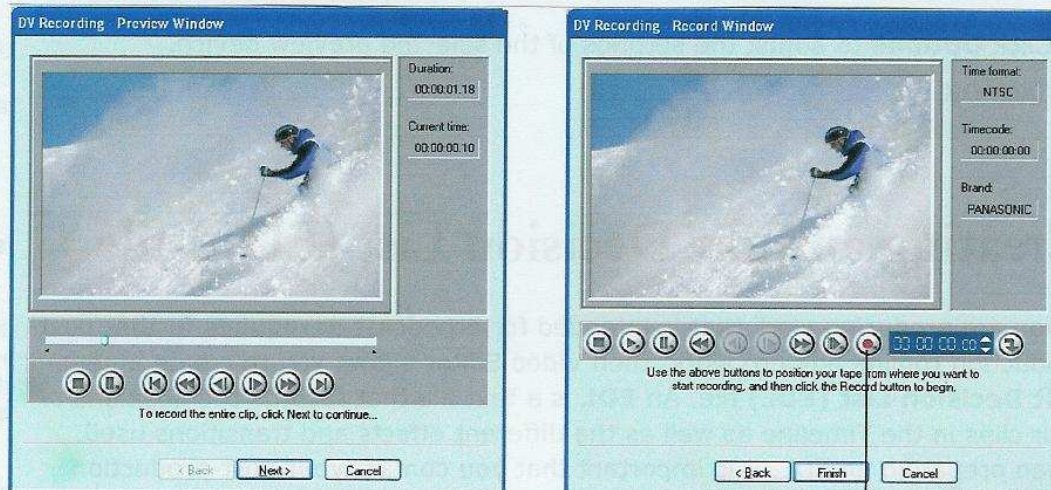 DV Recording - Preview Window
Duration:
00:00:01.18
Current time:
00:00:00.10
To record the entire clip, click Next to continue...
< Back
Next >
Cancel
DV Recording - Record Window
Time format:
NTSC
Timecode:
00:00:00:00
Brand:
PANASONIC
00:00:00:00
Use the above buttons to position your tape from where you want to
start recording, and then click the Record button to begin.
< Back
Finish
Cancel